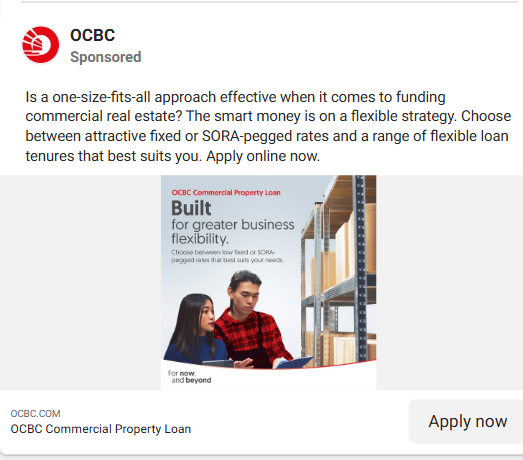 OCBC
Sponsored
Is a one-size-fits-all approach effective when it comes to funding
commercial real estate? The smart money is on a flexible strategy. Choose
between attractive fixed or SORA-pegged rates and a range of flexible loan
tenures that best suits you. Apply online now.
OCBC Commercial Property Loan
Built
for greater business
flexibility.
Choose between low fixed or SORA-
pegged rates that best suits your needs.
For now,
and beyond
OCBC.COM
OCBC Commercial Property Loan
Apply now